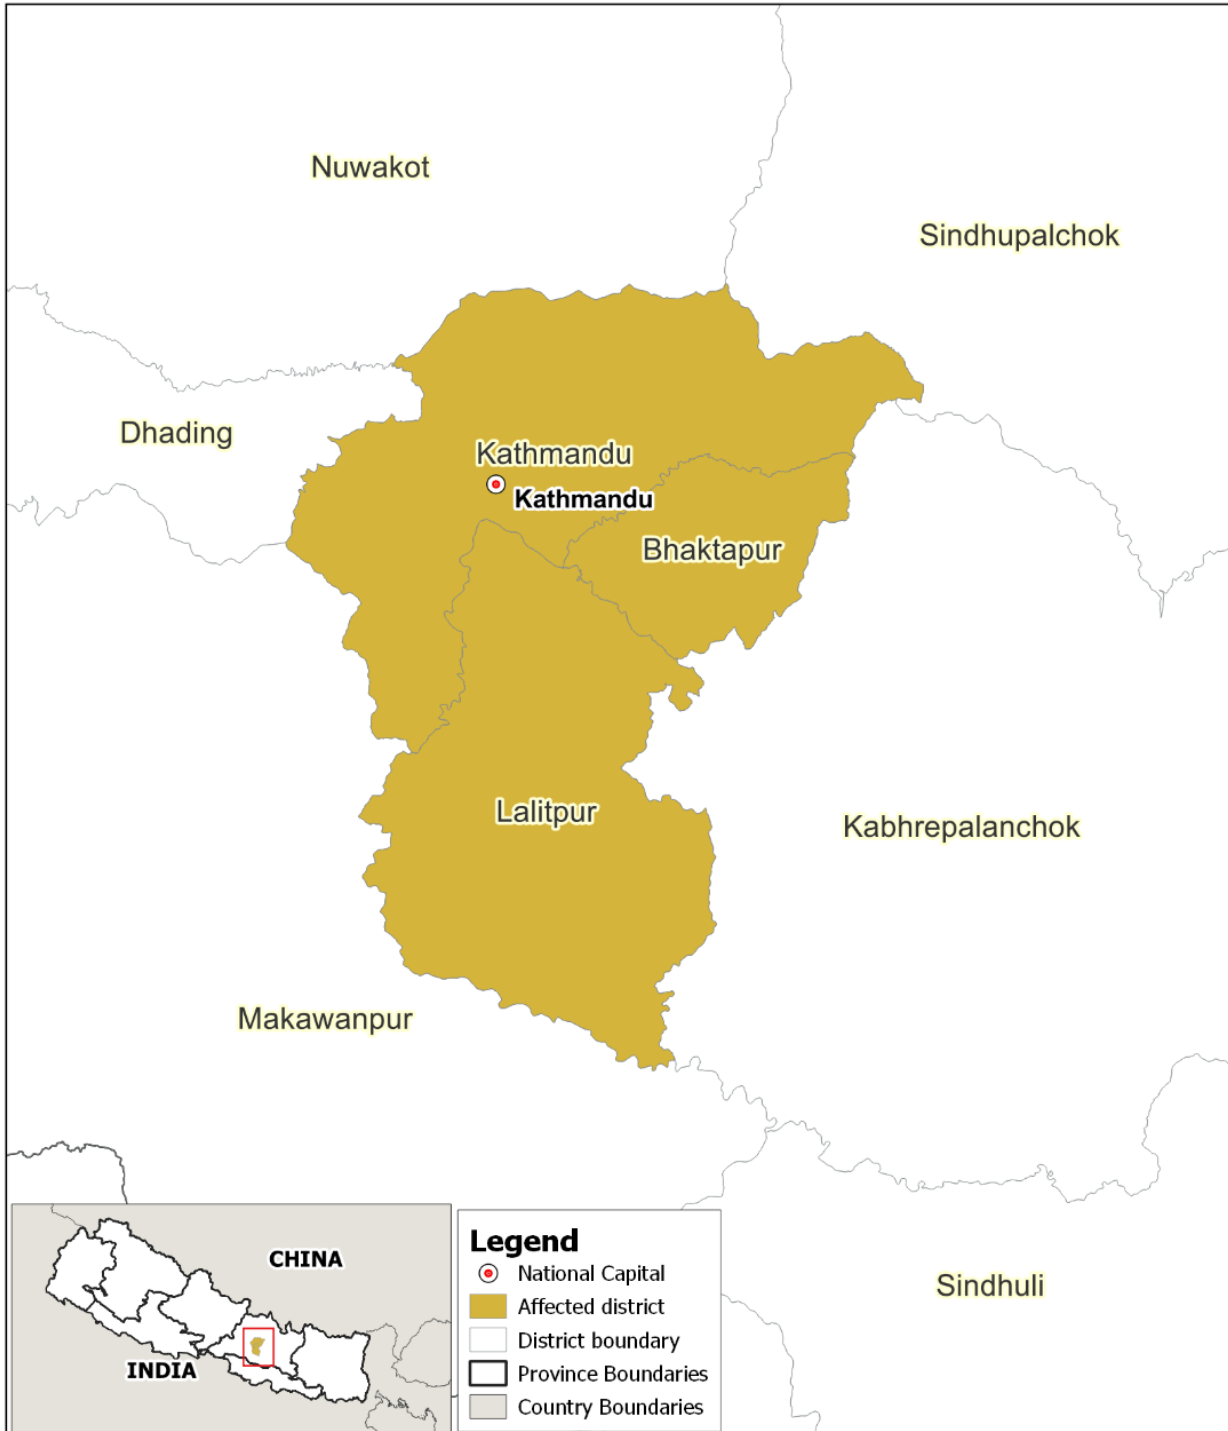 Nuwakot
Sindhupalchok
Dhading
Kathmandu
Kathmandu
Bhaktapur
Lalitpur
Kabhrepalanchok
Makawanpur
Sindhuli
CHINA
INDIA
Legend
National Capital
Affected district
District boundary
Province Boundaries
Country Boundaries